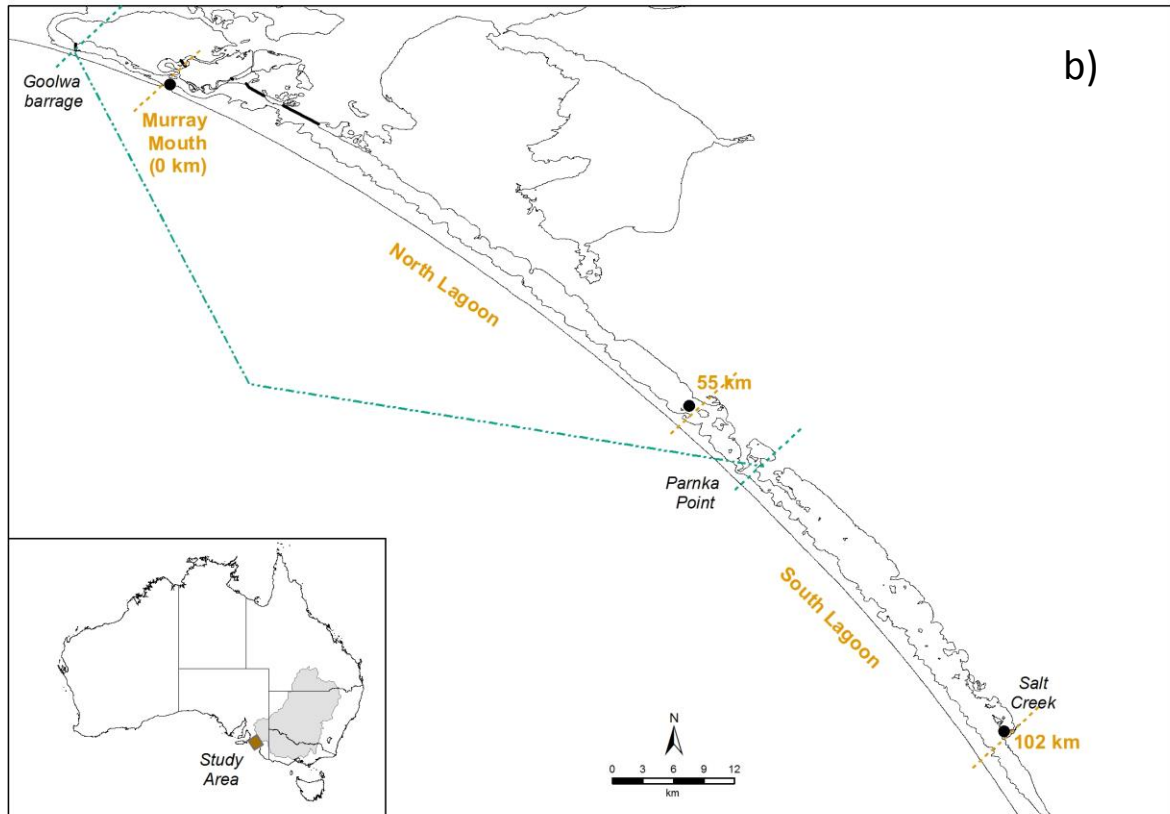 b)
Goolwa
barrage
Murray
Mouth
(0 km)
North Lagoon
55 km
Parnka
Point
South Lagoon
Salt
Creek
102 km
Study
Area
N
0 3 6 9 12
km